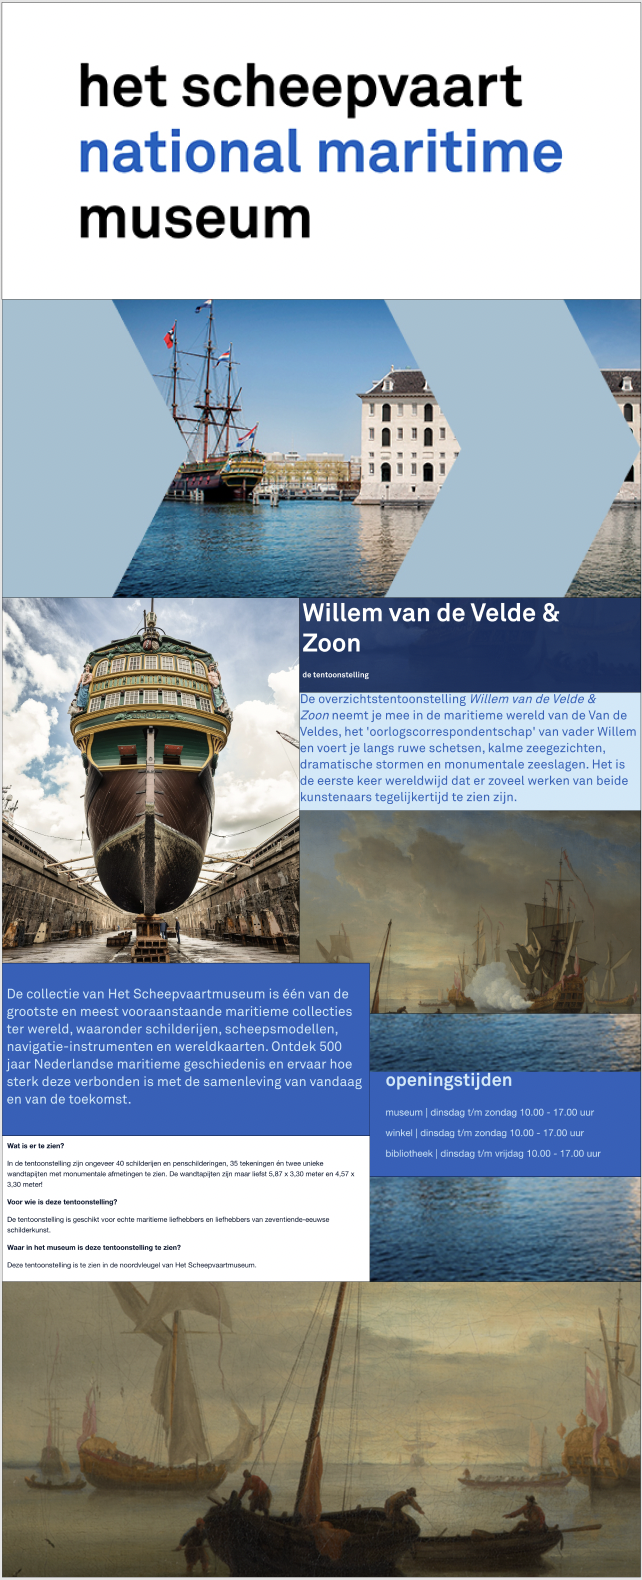 het scheepvaart
national maritime
museum
Willem van de Velde &
Zoon
de tentoonstelling
De overzichtstentoonstelling Willem van de Velde &
Zoon neemt je mee in de maritieme wereld van de Van de
Veldes, het 'oorlogscorrespondentschap' van vader Willem
en voert je langs ruwe schetsen, kalme zeegezichten,
dramatische stormen en monumentale zeeslagen. Het is
de eerste keer wereldwijd dat er zoveel werken van beide
kunstenaars tegelijkertijd te zien zijn.
De collectie van Het Scheepvaartmuseum is één van de
grootste en meest vooraanstaande maritieme collecties
ter wereld, waaronder schilderijen, scheepsmodellen,
navigatie-instrumenten en wereldkaarten. Ontdek 500
jaar Nederlandse maritieme geschiedenis en ervaar hoe
sterk deze verbonden is met de samenleving van vandaag
en van de toekomst.
openingstijden
museum | dinsdag t/m zondag 10.00 - 17.00 uur
winkel | dinsdag t/m zondag 10.00 - 17.00 uur
bibliotheek | dinsdag t/m vrijdag 10.00 - 17.00 uur
Wat is er te zien?
In de tentoonstelling zijn ongeveer 40 schilderijen en penschilderingen, 35 tekeningen én twee unieke
wandtapijten met monumentale afmetingen te zien. De wandtapijten zijn maar liefst 5,87 x 3,30 meter en 4,57 x
3,30 meter!
Voor wie is deze tentoonstelling?
De tentoonstelling is geschikt voor echte maritieme liefhebbers en liefhebbers van zeventiende-eeuwse
schilderkunst.
Waar in het museum is deze tentoonstelling te zien?
Deze tentoonstelling is te zien in de noordvleugel van Het Scheepvaartmuseum.